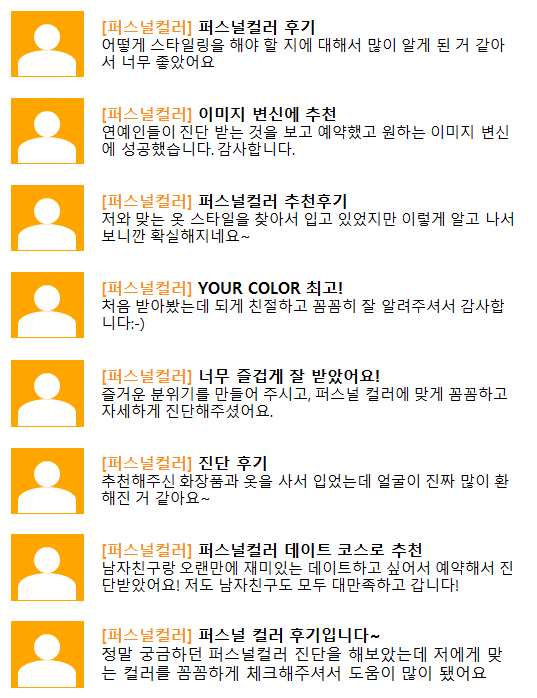 [퍼스널컬러] 퍼스널컬러 후기
어떻게 스타일링을 해야 할 지에 대해서 많이 알게 된 거 같아
서 너무 좋았어요
[퍼스널컬러] 이미지 변신에 추천
연예인들이 진단 받는 것을 보고 예약했고 원하는 이미지 변신
에 성공했습니다. 감사합니다.
[퍼스널컬러] 퍼스널컬러 추천후기
저와 맞는 옷 스타일을 찾아서 입고 있었지만 이렇게 알고 나서
보니깐 확실해지네요~
[퍼스널컬러] YOUR COLOR 최고!
처음 받아봤는데 되게 친절하고 꼼꼼히 잘 알려주셔서 감사합
니다:-)
[퍼스널컬러] 너무 즐겁게 잘 받았어요!
즐거운 분위기를 만들어 주시고, 퍼스널 컬러에 맞게 꼼꼼하고
자세하게 진단해주셨어요.
[퍼스널컬러] 진단 후기
추천해주신 화장품과 옷을 사서 입었는데 얼굴이 진짜 많이 환
해진 거 같아요~
[퍼스널컬러] 퍼스널컬러 데이트 코스로 추천
남자친구랑 오랜만에 재미있는 데이트하고 싶어서 예약해서 진
단받았어요! 저도 남자친구도 모두 대만족하고 갑니다!
[퍼스널컬러] 퍼스널 컬러 후기입니다~
정말 궁금하던 퍼스널컬러 진단을 해보았는데 저에게 맞
는 컬러를 꼼꼼하게 체크해주셔서 도움이 많이 됐어요